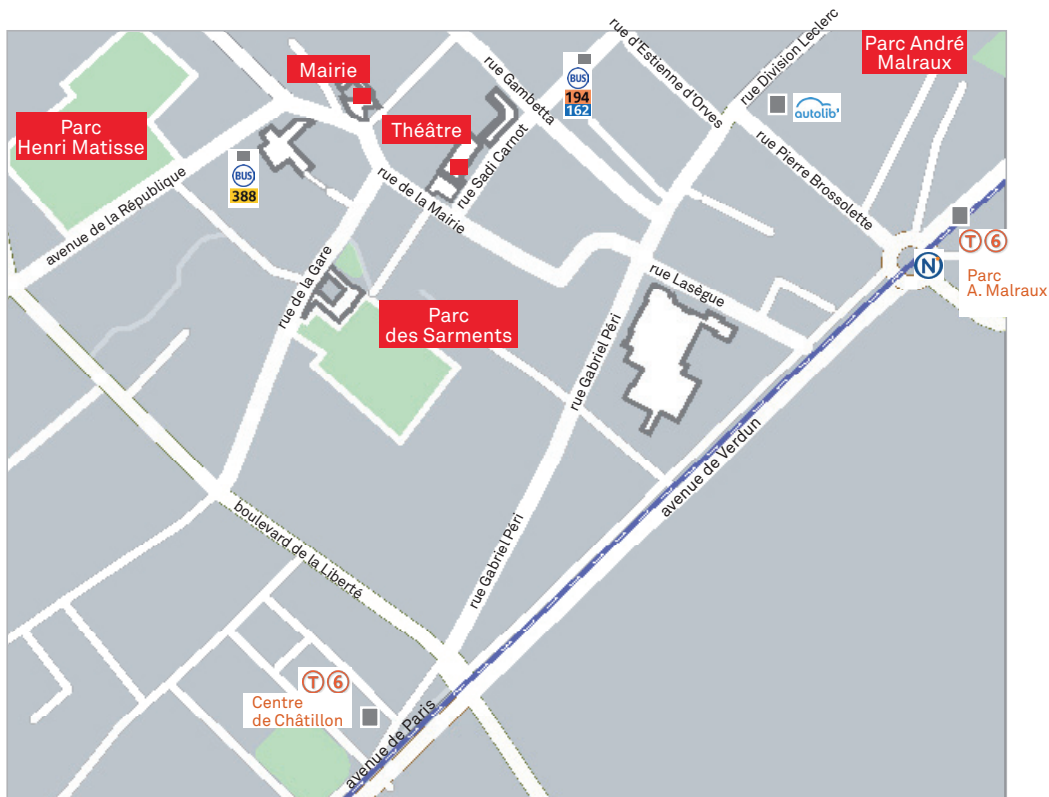 Parc André
Malraux
Mairie
rue Gambetta
rue d'Estienne d'Orves
rue Division Leclerc
BUS
194
162
autolib'
Parc
Henri Matisse
Théâtre
BUS
388
rue Sadi Carnot
rue Pierre Brossolette
avenue de la République
rue de la Mairie
T 6
N
Parc
A. Malraux
rue de la Gare
rue Lasègue
Parc
des Sarments
rue Gabriel Péri
avenue de Verdun
boulevard de la Liberté
rue Gabriel Péri
T 6
Centre
de Châtillon
avenue de Paris